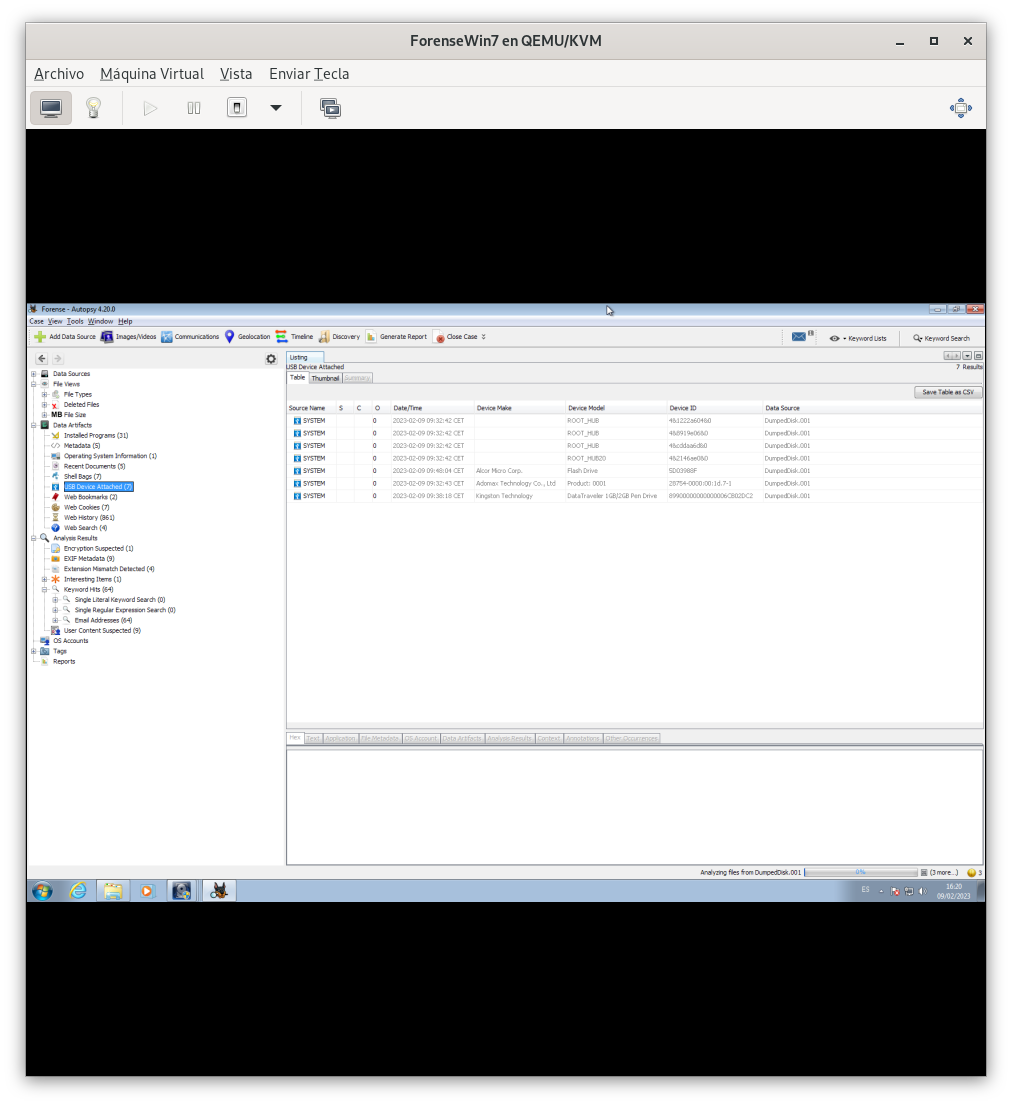 ForenseWin7 en QEMU/KVM
Archivo Máquina Virtual Vista Enviar Tecla
Forense - Autopsy 4.20.0
Case View Tools Window Help
Add Data Source Images/Videos Communications Geolocation Timeline Discovery Generate Report Close Case Keyword Lists Keyword Search
Data Sources
File Views
File Types
Deleted Files
MB File Size
Data Artifacts
Installed Programs (31)
Metadata (5)
Operating System Information (1)
Recent Documents (5)
Shell Bags (7)
USB Device Attached (7)
Web Bookmarks (2)
Web Cookies (7)
Web History (861)
Web Search (4)
Analysis Results
Encryption Suspected (1)
EXIF Metadata (9)
Extension Mismatch Detected (4)
Interesting Items (1)
Keyword Hits (64)
Single Literal Keyword Search (0)
Single Regular Expression Search (0)
Email Addresses (64)
User Content Suspected (9)
OS Accounts
Tags
Reports
Listing
USB Device Attached
7 Results
Table Thumbnail Summary
Save Table as CSV
Source Name S C O Date/Time Device Make Device Model Device ID Data Source
SYSTEM 0 2023-02-09 09:32:42 CET ROOT_HUB 4&1222a604&0 DumpedDisk.001
SYSTEM 0 2023-02-09 09:32:42 CET ROOT_HUB 4&8919e06&0 DumpedDisk.001
SYSTEM 0 2023-02-09 09:32:42 CET ROOT_HUB 4&cddaa6d&0 DumpedDisk.001
SYSTEM 0 2023-02-09 09:32:42 CET ROOT_HUB20 4&2146ae0&0 DumpedDisk.001
SYSTEM 0 2023-02-09 09:48:04 CET Alcor Micro Corp. Flash Drive 5D03988F DumpedDisk.001
SYSTEM 0 2023-02-09 09:32:43 CET Adomax Technology Co., Ltd Product: 0001 28754-0000:00:1d.7-1 DumpedDisk.001
SYSTEM 0 2023-02-09 09:38:18 CET Kingston Technology DataTraveler 1GB/2GB Pen Drive DumpedDisk.001
Hex Text Application File Metadata OS Account Data Artifacts Analysis Results Context Annotations Other Occurrences
Analyzing files from DumpedDisk.001 0% (3 more...) 3
ES 16:20
09/02/2023